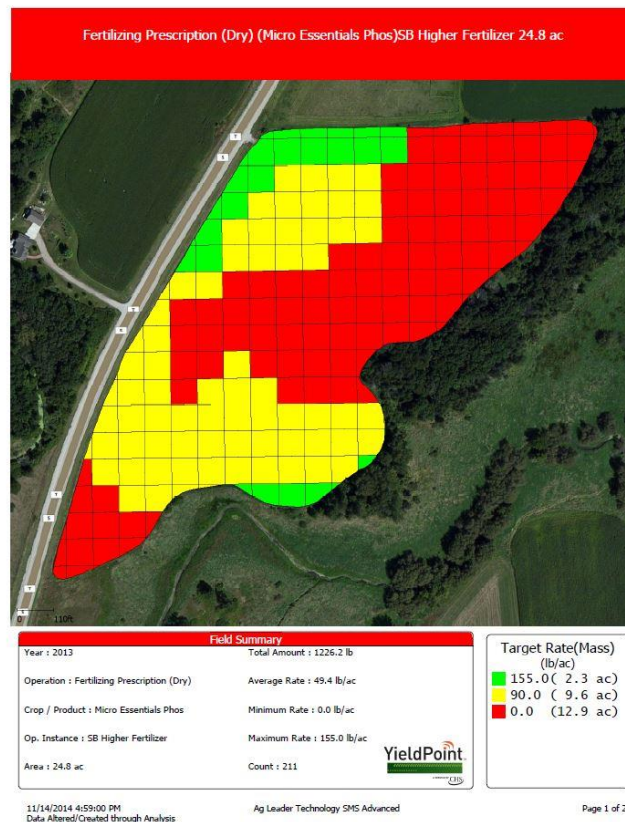 Fertilizing Prescription (Dry) (Micro Essentials Phos)SB Higher Fertilizer 24.8 ac
0 110ft
Field Summary
Year : 2013 Total Amount : 1226.2 lb
Operation : Fertilizing Prescription (Dry) Average Rate : 49.4 lb/ac
Crop / Product : Micro Essentials Phos Minimum Rate : 0.0 lb/ac
Op. Instance : SB Higher Fertilizer Maximum Rate : 155.0 lb/ac
Area : 24.8 ac Count : 211
YieldPoint
CHS
Target Rate(Mass)
(lb/ac)
155.0( 2.3 ac)
90.0 ( 9.6 ac)
0.0 (12.9 ac)
11/14/2014 4:59:00 PM Ag Leader Technology SMS Advanced Page 1 of 2
Data Altered/Created through Analysis